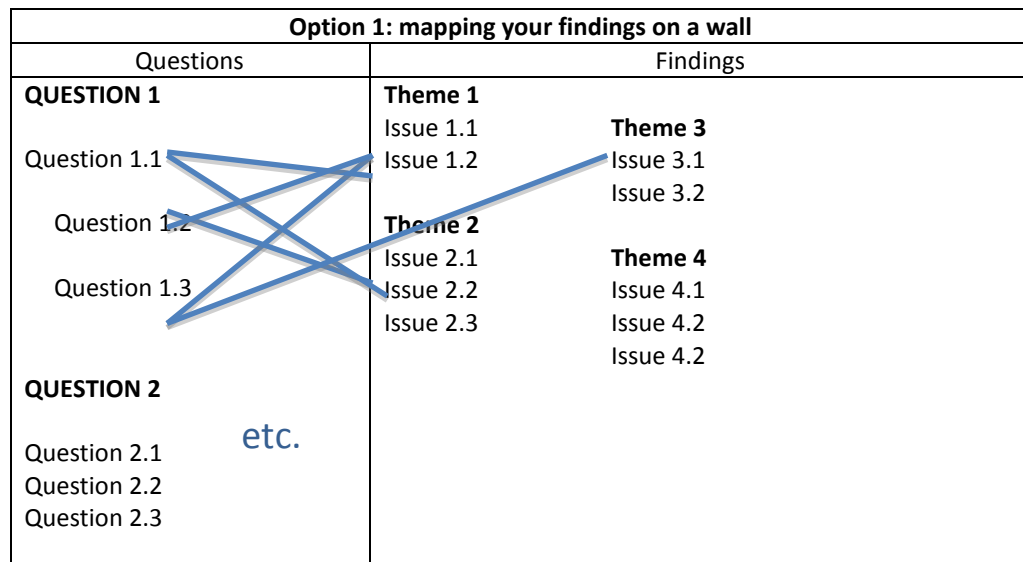 Option 1: mapping your findings on a wall
Questions
Findings
QUESTION 1
Question 1.1
Question 1.2
Question 1.3
QUESTION 2
etc.
Question 2.1
Question 2.2
Question 2.3
Theme 1
Issue 1.1
Issue 1.2
Theme 2
Issue 2.1
Issue 2.2
Issue 2.3
Theme 3
Issue 3.1
Issue 3.2
Theme 4
Issue 4.1
Issue 4.2
Issue 4.2